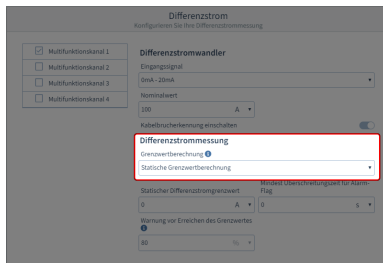 Differenzstrom
Konfigurieren Sie Ihre Differenzstrommessung
Multifunktionskanal 1
Multifunktionskanal 2
Multifunktionskanal 3
Multifunktionskanal 4
Differenzstromwandler
Eingangssignal
0mA - 20mA
Nominalwert
100 A
Kabelbrucherkennung einschalten
Differenzstrommessung
Grenzwertberechnung
Statische Grenzwertberechnung
Statischer Differenzstromgrenzwert
0 A
Mindest Überschreitungszeit für Alarm-
Flag
0 s
Warnung vor Erreichen des Grenzwertes
80 %